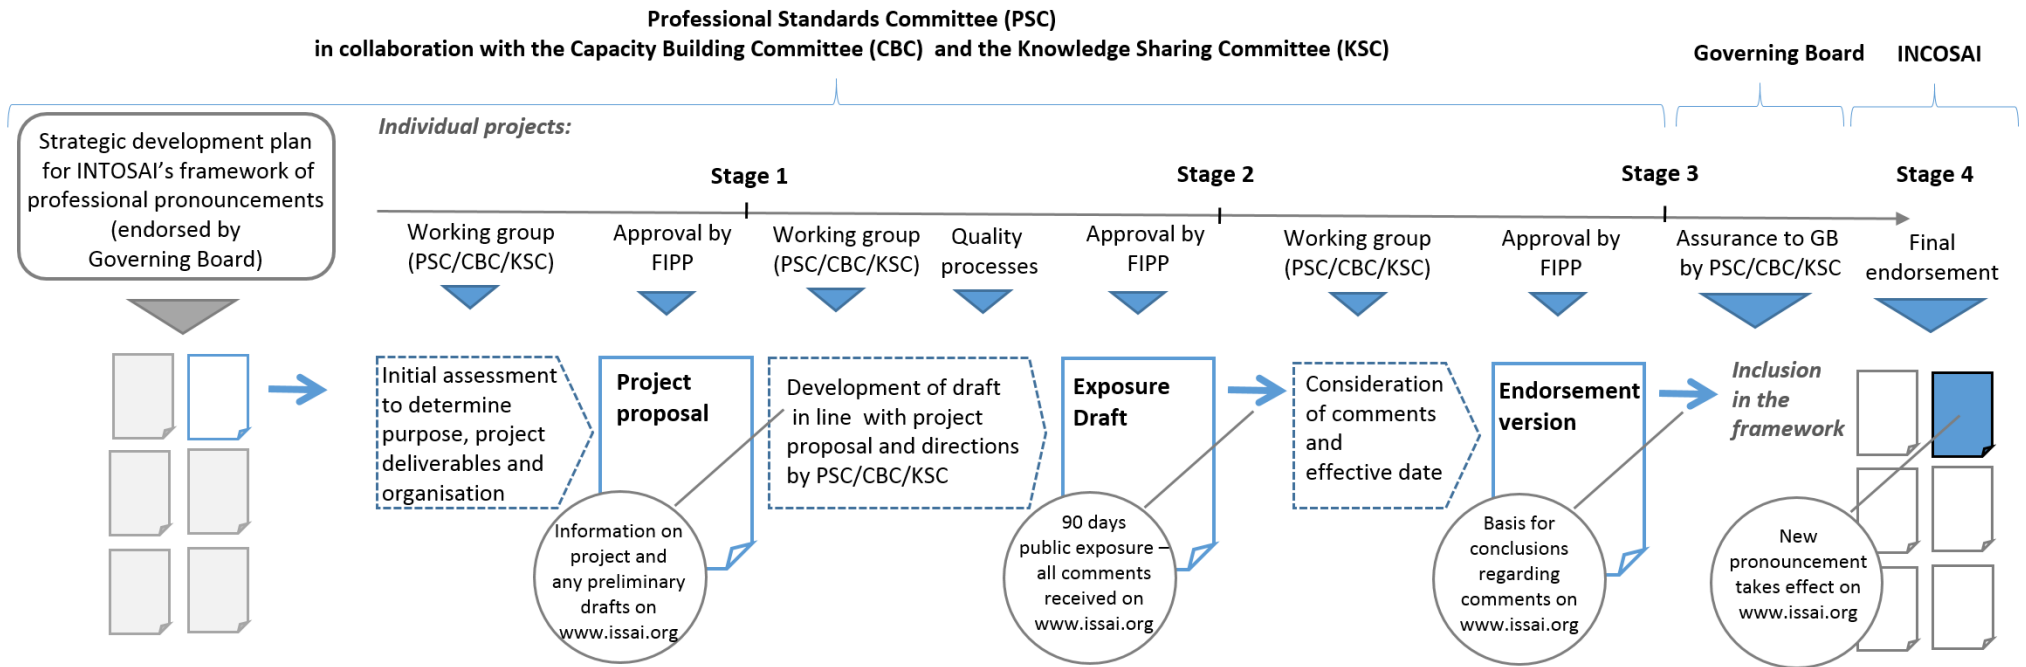 Professional Standards Committee (PSC)
in collaboration with the Capacity Building Committee (CBC) and the Knowledge Sharing Committee (KSC)
Governing Board
INCOSAI
Strategic development plan
for INTOSAI’s framework of
professional pronouncements
(endorsed by
Governing Board)
Individual projects:
Stage 1
Stage 2
Stage 3
Stage 4
Working group
(PSC/CBC/KSC)
Approval by
FIPP
Working group
(PSC/CBC/KSC)
Quality
processes
Approval by
FIPP
Working group
(PSC/CBC/KSC)
Approval by
FIPP
Assurance to GB
by PSC/CBC/KSC
Final
endorsement
Initial assessment
to determine
purpose, project
deliverables and
organisation
Project
proposal
Information on
project and
any preliminary
drafts on
www.issai.org
Development of draft
in line with project
proposal and directions
by PSC/CBC/KSC
Exposure
Draft
90 days
public exposure –
all comments
received on
www.issai.org
Consideration
of comments
and
effective date
Endorsement
version
Basis for
conclusions
regarding
comments on
www.issai.org
Inclusion
in the
framework
New
pronouncement
takes effect on
www.issai.org